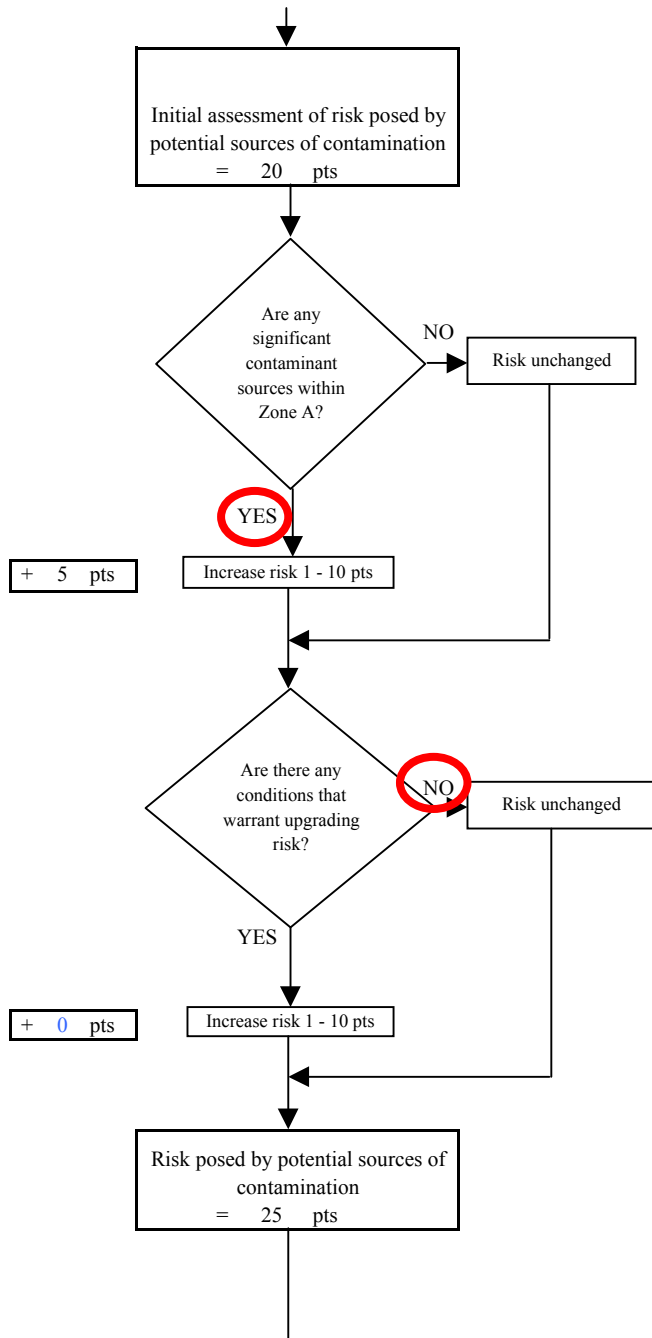 Initial assessment of risk posed by
potential sources of contamination
= 20 pts
Are any
significant
contaminant
sources within
Zone A?
NO
Risk unchanged
YES
+ 5 pts
Increase risk 1 - 10 pts
Are there any
conditions that
warrant upgrading
risk?
NO
Risk unchanged
YES
+ 0 pts
Increase risk 1 - 10 pts
Risk posed by potential sources of
contamination
= 25 pts